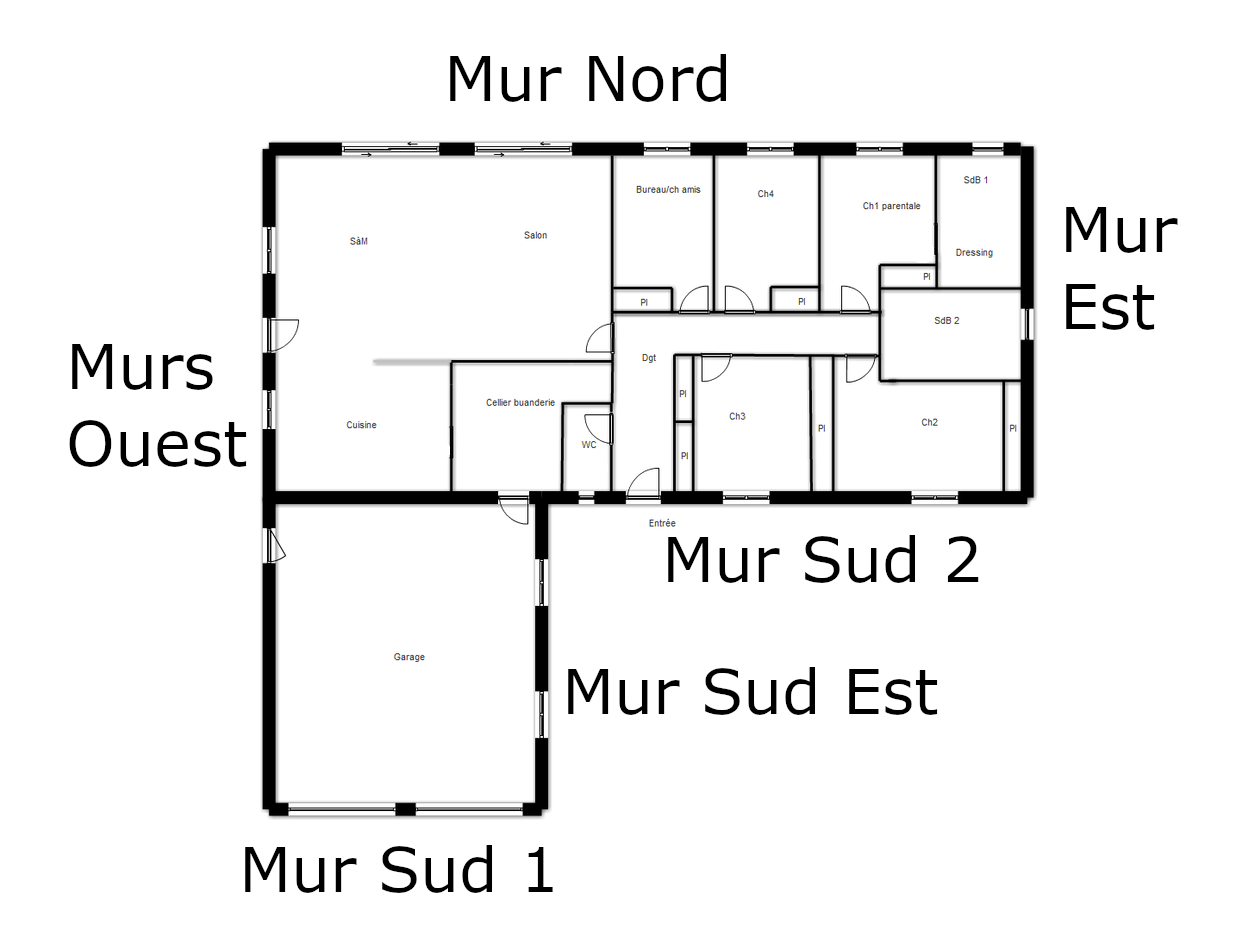 Mur Nord
Bureau/ch amis
Ch4
Ch1 parentale
SdB 1
SàM
Salon
Dressing
Mur
Est
Pl
Pl
Pl
SdB 2
Dgt
Murs
Ouest
Cuisine
Cellier buanderie
WC
Pl
Pl
Ch3
Pl
Ch2
Pl
Entrée
Mur Sud 2
Garage
Mur Sud Est
Mur Sud 1